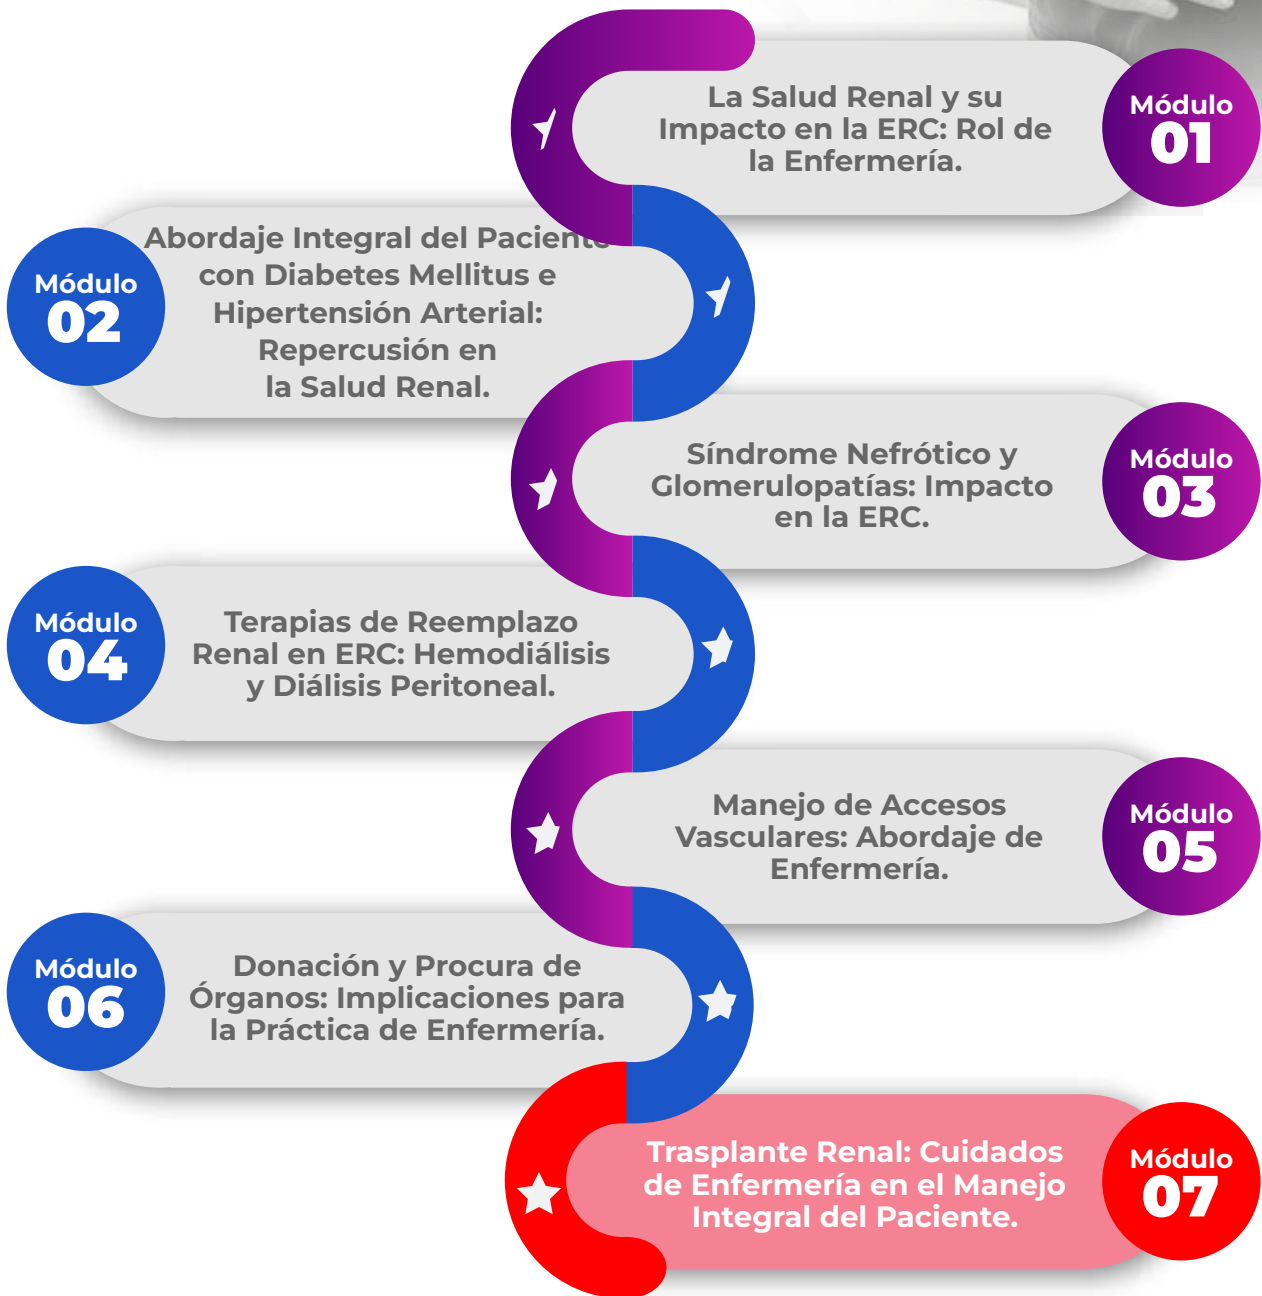 La Salud Renal y su
Impacto en la ERC: Rol de
la Enfermería.
Módulo
01
Módulo
02
Abordaje Integral del Paciente
con Diabetes Mellitus e
Hipertensión Arterial:
Repercusión en
la Salud Renal.
Síndrome Nefrótico y
Glomerulopatías: Impacto
en la ERC.
Módulo
03
Módulo
04
Terapias de Reemplazo
Renal en ERC: Hemodiálisis
y Diálisis Peritoneal.
Manejo de Accesos
Vasculares: Abordaje de
Enfermería.
Módulo
05
Módulo
06
Donación y Procura de
Órganos: Implicaciones para
la Práctica de Enfermería.
Trasplante Renal: Cuidados
de Enfermería en el Manejo
Integral del Paciente.
Módulo
07